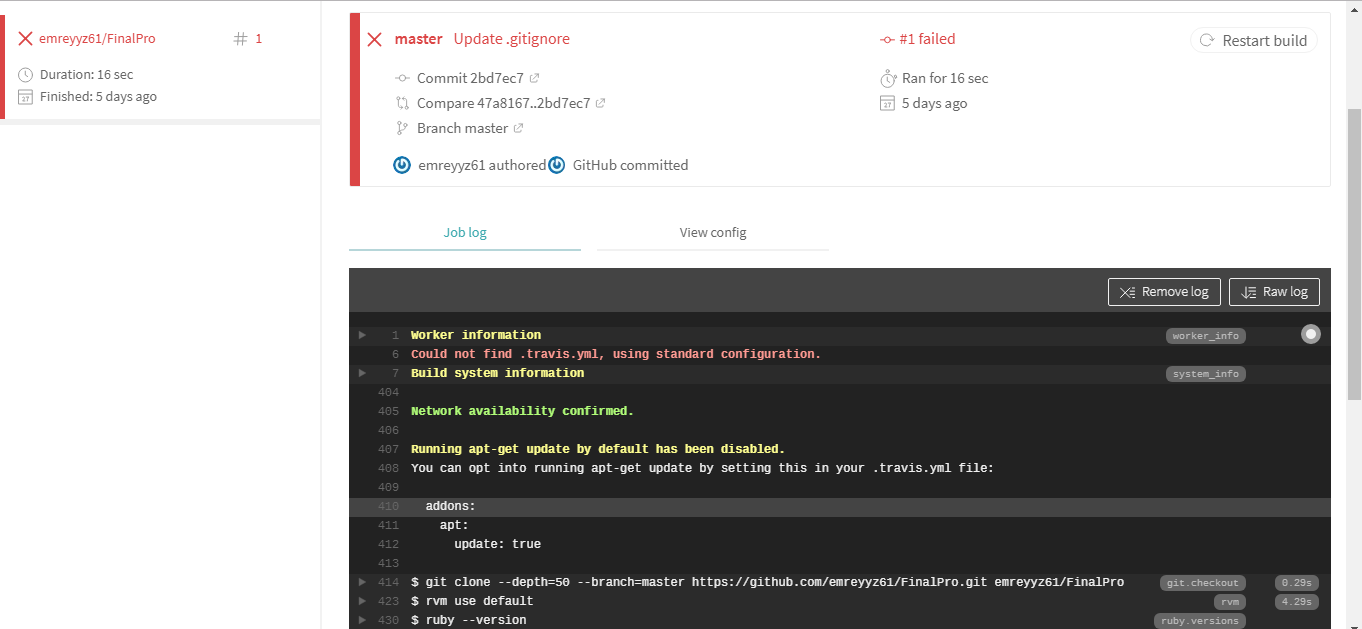 emreyyz61/FinalPro # 1
Duration: 16 sec
Finished: 5 days ago
master Update .gitignore
#1 failed
Restart build
Commit 2bd7ec7
Ran for 16 sec
Compare 47a8167..2bd7ec7
5 days ago
Branch master
emreyyz61 authored GitHub committed
Job log View config
Remove log Raw log
1 Worker information worker_info
6 Could not find .travis.yml, using standard configuration.
7 Build system information system_info
404
405 Network availability confirmed.
406
407 Running apt-get update by default has been disabled.
408 You can opt into running apt-get update by setting this in your .travis.yml file:
409
410 addons:
411 apt:
412 update: true
413
414 $ git clone --depth=50 --branch=master https://github.com/emreyyz61/FinalPro.git emreyyz61/FinalPro git.checkout 0.29s
423 $ rvm use default rvm 4.29s
430 $ ruby --version ruby.versions